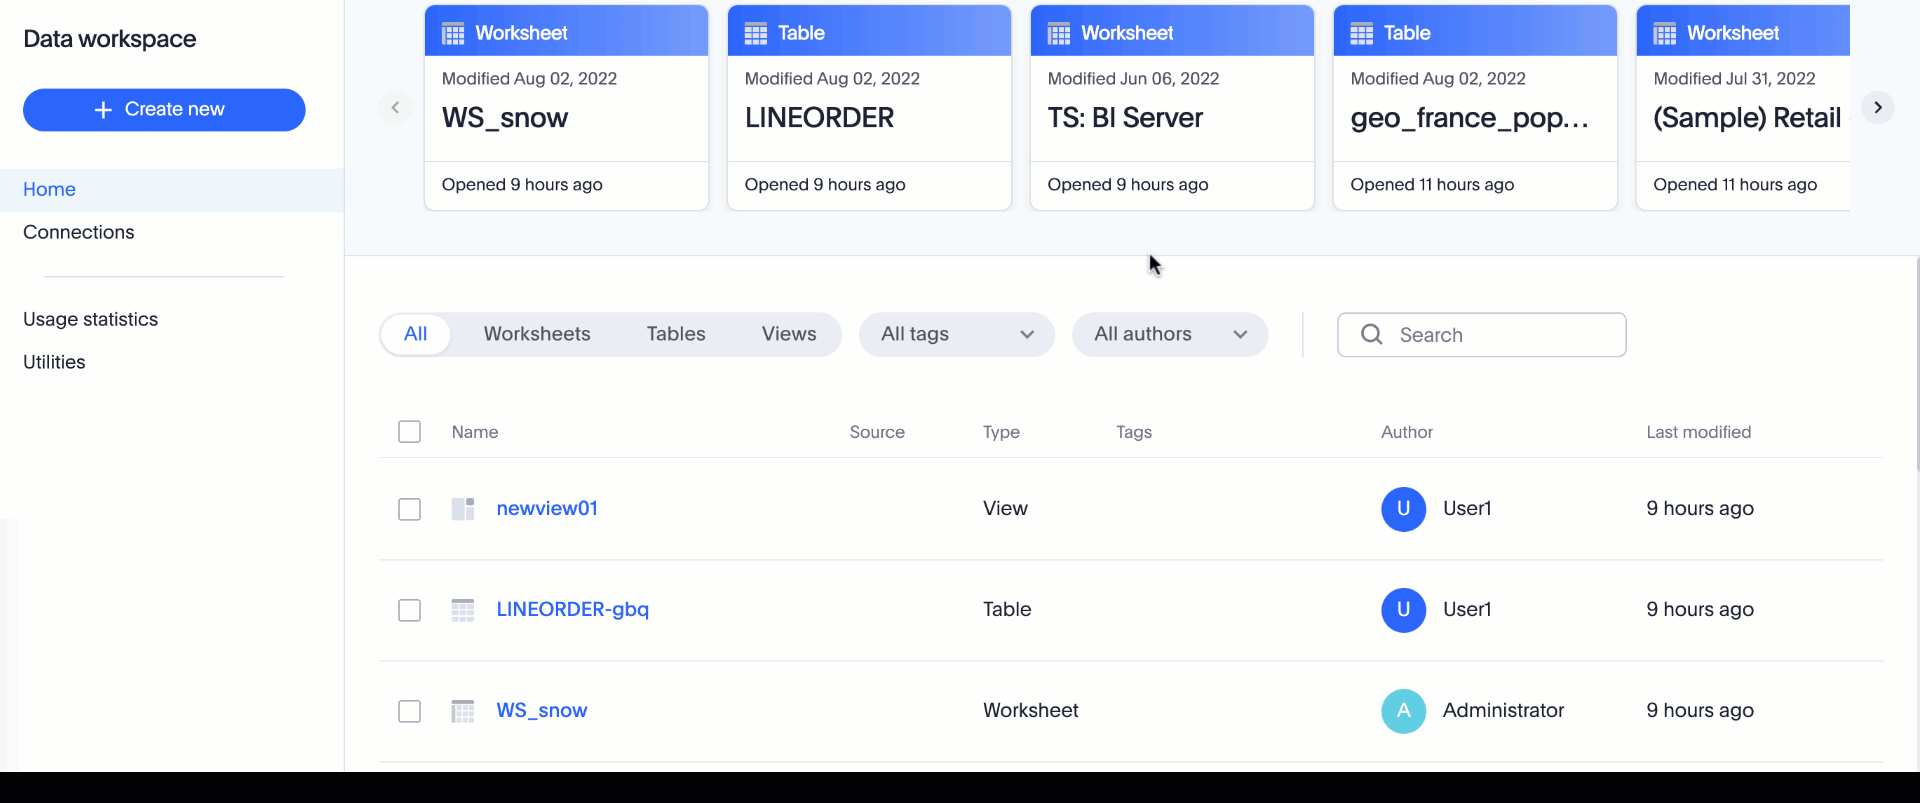 Data workspace
Create new
Home
Connections
Usage statistics
Utilities
Worksheet
Modified Aug 02, 2022
WS_snow
Opened 9 hours ago
Table
Modified Aug 02, 2022
LINEORDER
Opened 9 hours ago
Worksheet
Modified Jun 06, 2022
TS: BI Server
Opened 9 hours ago
Table
Modified Aug 02, 2022
geo_france_pop...
Opened 11 hours ago
Worksheet
Modified Jul 31, 2022
(Sample) Retail
Opened 11 hours ago
All Worksheets Tables Views All tags All authors Search
Name Source Type Tags Author Last modified
newview01 View U User1 9 hours ago
LINEORDER-gbq Table U User1 9 hours ago
WS_snow Worksheet A Administrator 9 hours ago